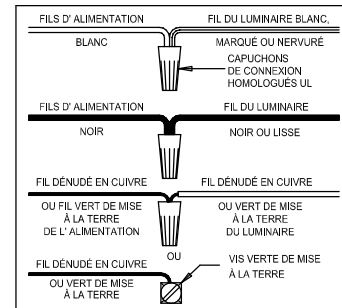 FILS D' ALIMENTATION
FIL DU LUMINAIRE BLANC,
BLANC
MARQUÉ OU NERVURÉ
CAPUCHONS
DE CONNEXION
HOMOLOGUÉS UL
FILS D' ALIMENTATION
FIL DU LUMINAIRE
NOIR
NOIR OU LISSE
FIL DÉNUDÉ EN CUIVRE
FIL DÉNUDÉ EN CUIVRE
OU FIL VERT DE MISE
À LA TERRE
DE L' ALIMENTATION
OU VERT DE MISE
À LA TERRE
DU LUMINAIRE
OU
FIL DÉNUDÉ EN CUIVRE
OU VERT DE MISE
À LA TERRE
VIS VERTE DE MISE
À LA TERRE